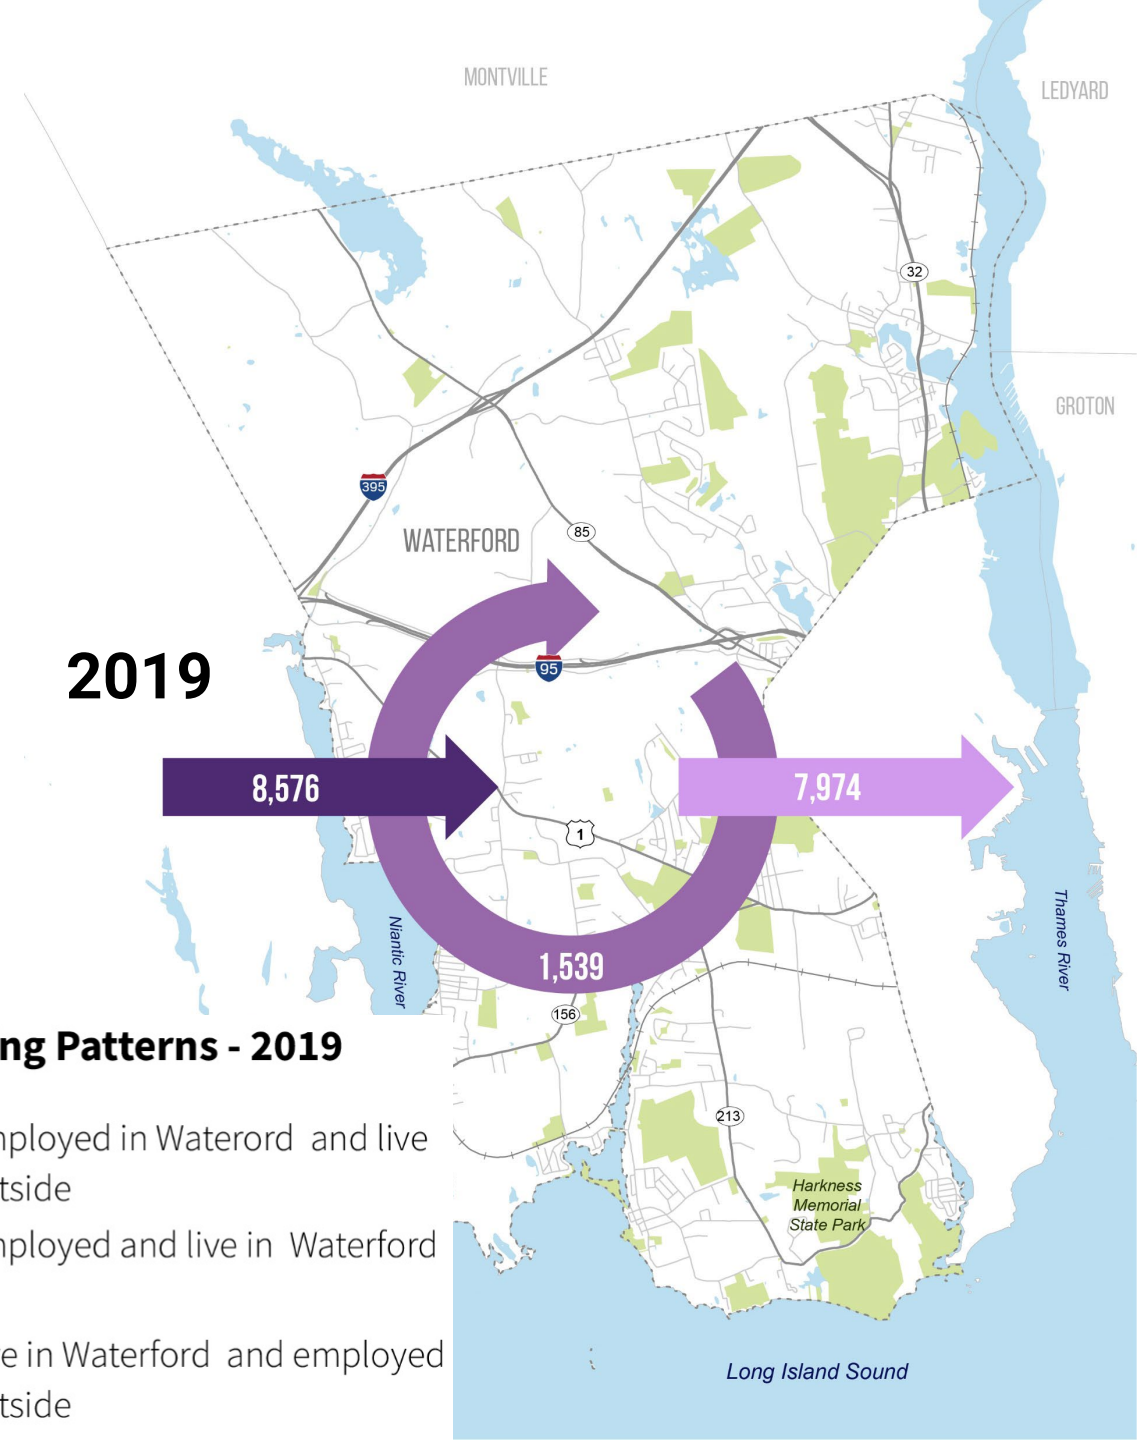 MONTVILLE
LEDYARD
32
GROTON
395
WATERFORD
85
2019
95
8,576
7,974
1
Niantic River
Thames River
1,539
156
ng Patterns - 2019
213
nployed in Waterord and live
tside
Harkness
Memorial
State Park
nployed and live in Waterford
e in Waterford and employed
tside
Long Island Sound